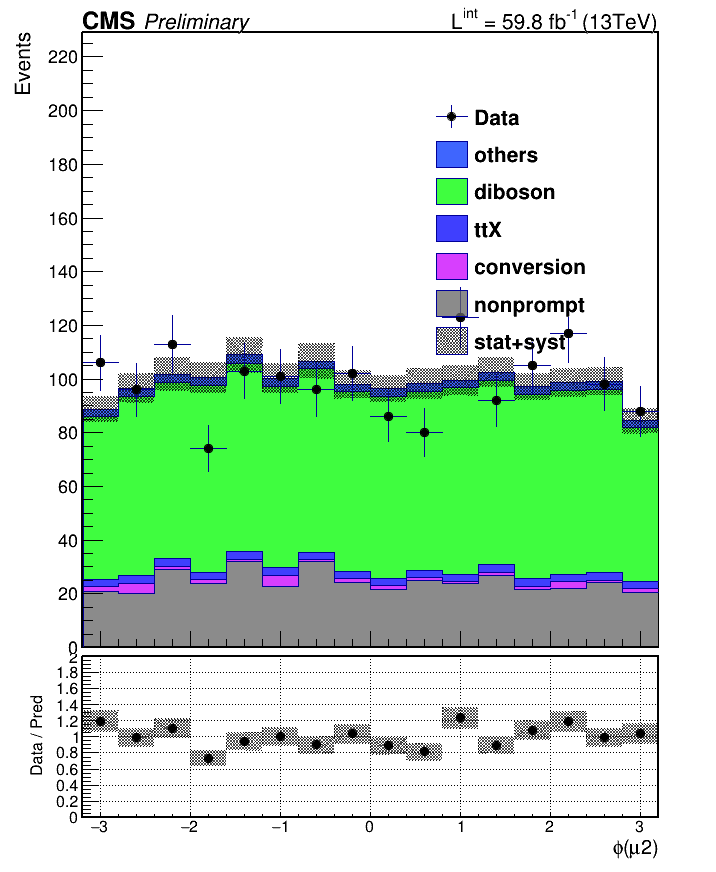 CMS Preliminary L^int = 59.8 fb^-1 (13TeV)
Events
220
200
180
160
140
120
100
80
60
40
20
0
Data
others
diboson
ttX
conversion
nonprompt
stat+syst
Data / Pred
2
1.8
1.6
1.4
1.2
1
0.8
0.6
0.4
0.2
0
−3 −2 −1 0 1 2 3
ϕ(μ2)